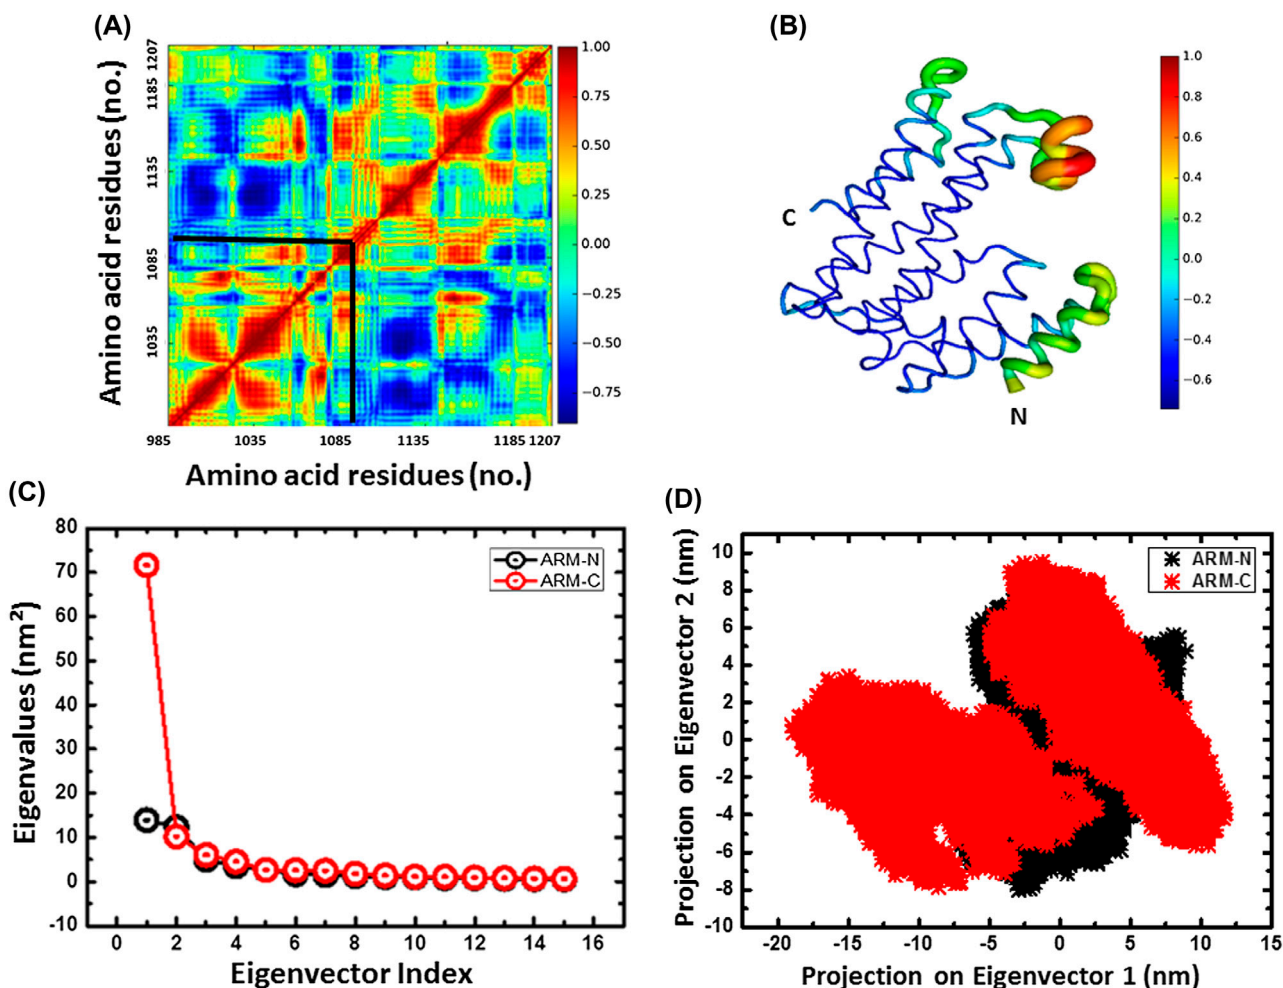 (A)
Amino acid residues (no.)
1207
1185
1135
1085
1035
985 1035 1085 1135 1185 1207
Amino acid residues (no.)
1.00
0.75
0.50
0.25
0.00
−0.25
−0.50
−0.75
(B)
C
N
1.0
0.8
0.6
0.4
0.2
0.0
−0.2
−0.4
−0.6
(C)
Eigenvalues (nm²)
80
70
60
50
40
30
20
10
0
-10
ARM-N
ARM-C
0 2 4 6 8 10 12 14 16
Eigenvector Index
(D)
Projection on Eigenvector 2 (nm)
10
8
6
4
2
0
-2
-4
-6
-8
-10
ARM-N
ARM-C
-20 -15 -10 -5 0 5 10 15
Projection on Eigenvector 1 (nm)